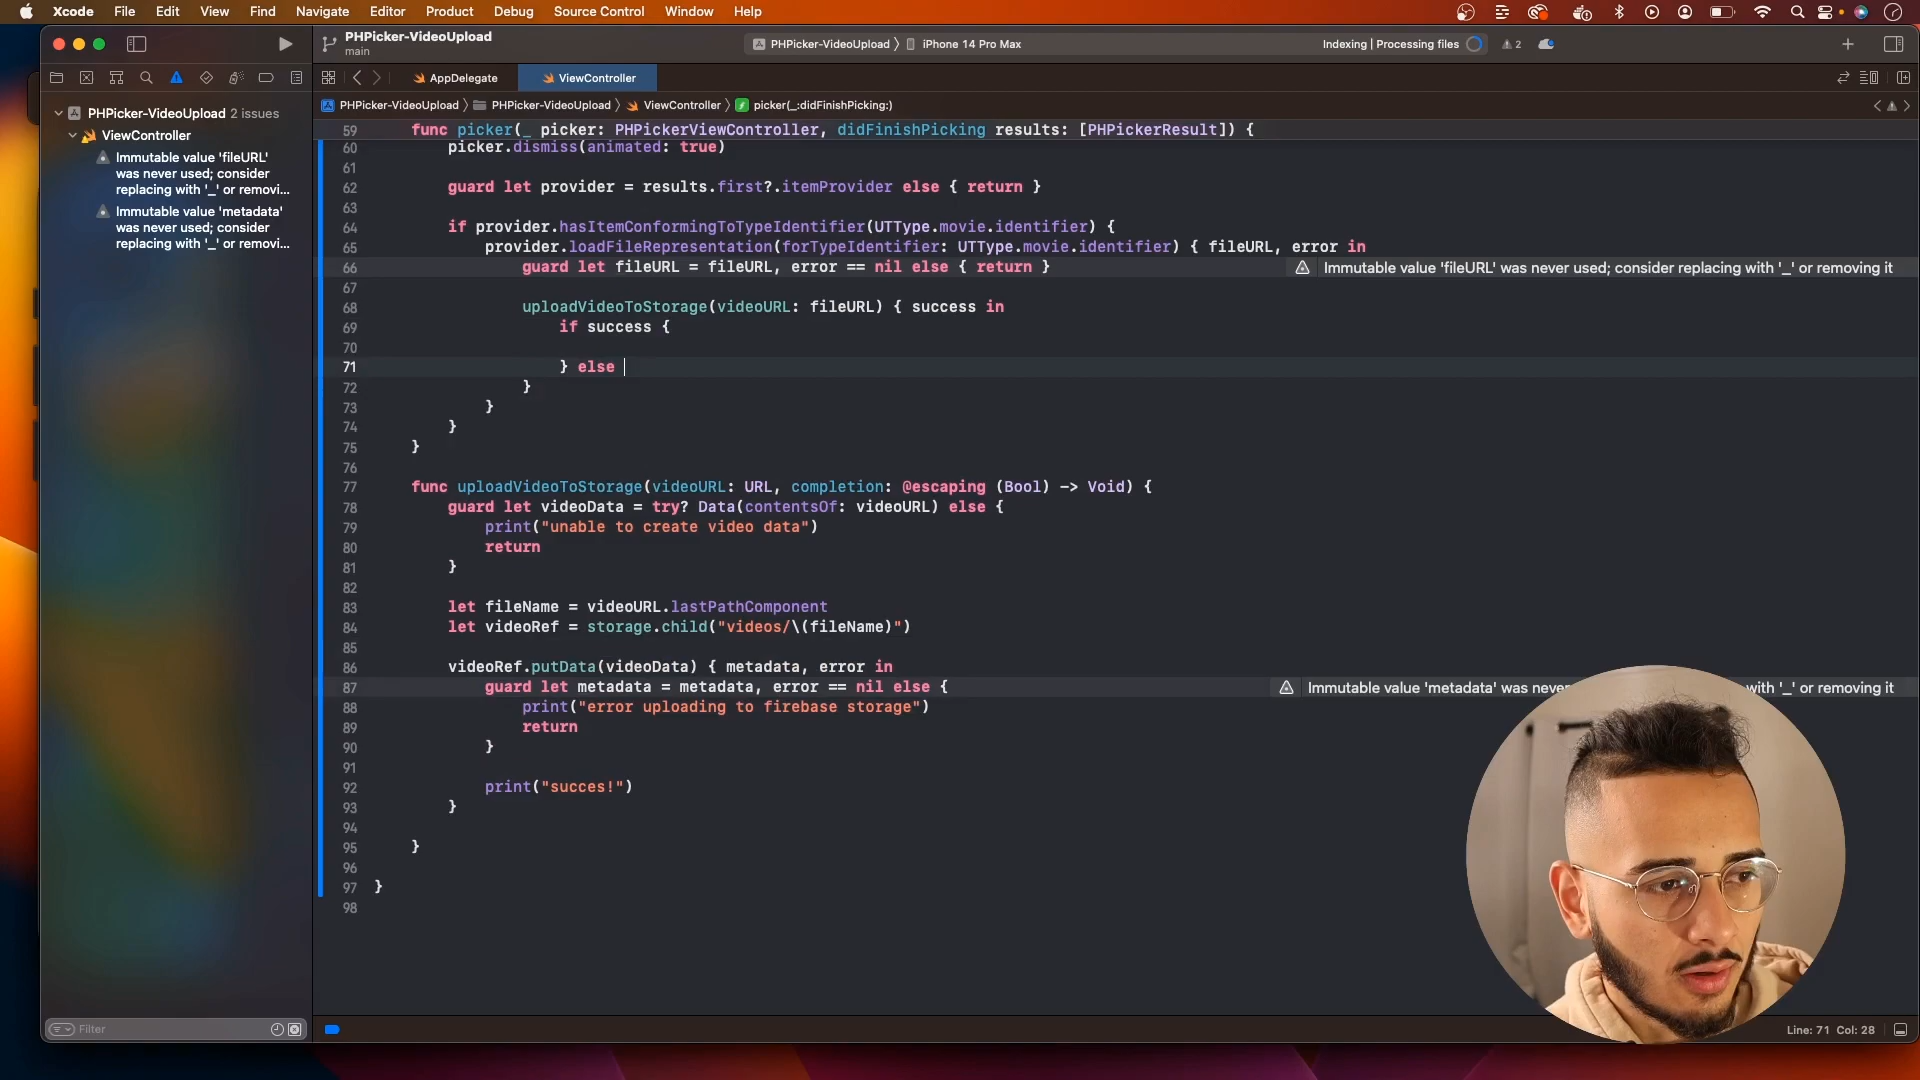 Xcode File Edit View Find Navigate Editor Product Debug Source Control Window Help
PHPicker-VideoUpload
main
PHPicker-VideoUpload 〉 iPhone 14 Pro Max
Indexing | Processing files
2
AppDelegate
ViewController
PHPicker-VideoUpload 〉 PHPicker-VideoUpload 〉 ViewController 〉 picker(_:didFinishPicking:)
PHPicker-VideoUpload 2 issues
ViewController
Immutable value 'fileURL'
was never used; consider
replacing with '_' or removi...
Immutable value 'metadata'
was never used; consider
replacing with '_' or removi...
59 func picker(_ picker: PHPickerViewController, didFinishPicking results: [PHPickerResult]) {
60 picker.dismiss(animated: true)
61
62 guard let provider = results.first?.itemProvider else { return }
63
64 if provider.hasItemConformingToTypeIdentifier(UTType.movie.identifier) {
65 provider.loadFileRepresentation(forTypeIdentifier: UTType.movie.identifier) { fileURL, error in
66 guard let fileURL = fileURL, error == nil else { return } Immutable value 'fileURL' was never used; consider replacing with '_' or removing it
67
68 uploadVideoToStorage(videoURL: fileURL) { success in
69 if success {
70
71 } else
72 }
73 }
74 }
75 }
76
77 func uploadVideoToStorage(videoURL: URL, completion: @escaping (Bool) -> Void) {
78 guard let videoData = try? Data(contentsOf: videoURL) else {
79 print("unable to create video data")
80 return
81 }
82
83 let fileName = videoURL.lastPathComponent
84 let videoRef = storage.child("videos/\(fileName)")
85
86 videoRef.putData(videoData) { metadata, error in
87 guard let metadata = metadata, error == nil else { Immutable value 'metadata' was never with '_' or removing it
88 print("error uploading to firebase storage")
89 return
90 }
91
92 print("succes!")
93 }
94
95 }
96
97 }
98
Filter
Line: 71 Col: 28